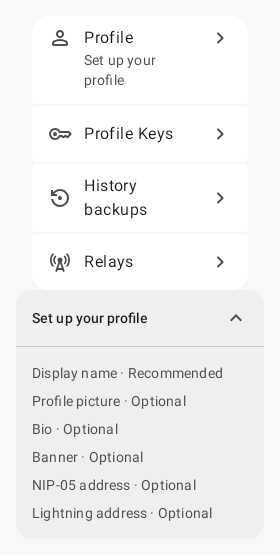 Profile
Set up your
profile
Profile Keys
History
backups
Relays
Set up your profile
Display name · Recommended
Profile picture · Optional
Bio · Optional
Banner · Optional
NIP-05 address · Optional
Lightning address · Optional